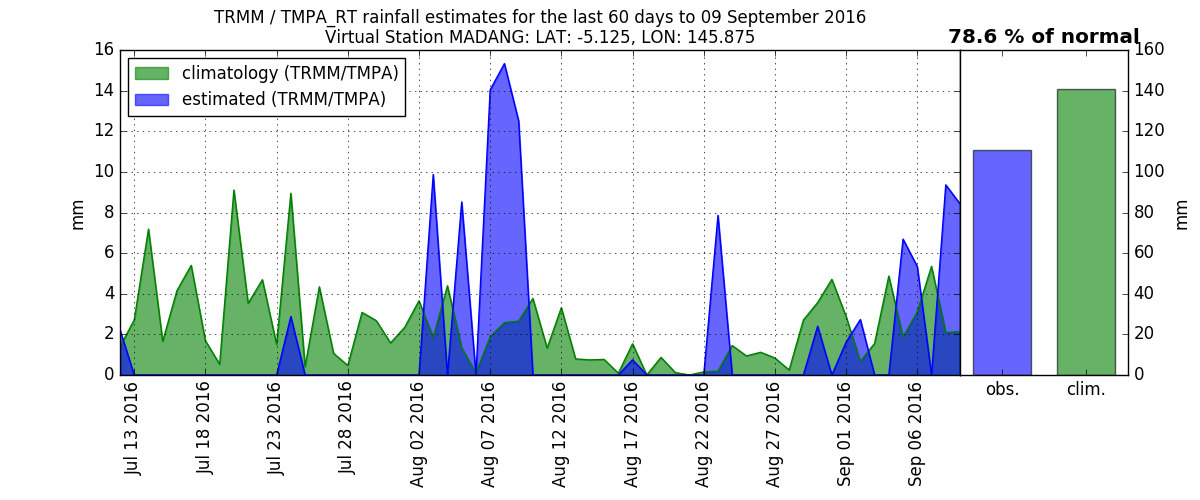 TRMM / TMPA_RT rainfall estimates for the last 60 days to 09 September 2016
Virtual Station MADANG: LAT: -5.125, LON: 145.875
78.6 % of normal
climatology (TRMM/TMPA)
estimated (TRMM/TMPA)
16
14
12
10
8
6
4
2
0
mm
Jul 13 2016
Jul 18 2016
Jul 23 2016
Jul 28 2016
Aug 02 2016
Aug 07 2016
Aug 12 2016
Aug 17 2016
Aug 22 2016
Aug 27 2016
Sep 01 2016
Sep 06 2016
obs.
clim.
160
140
120
100
80
60
40
20
0
mm